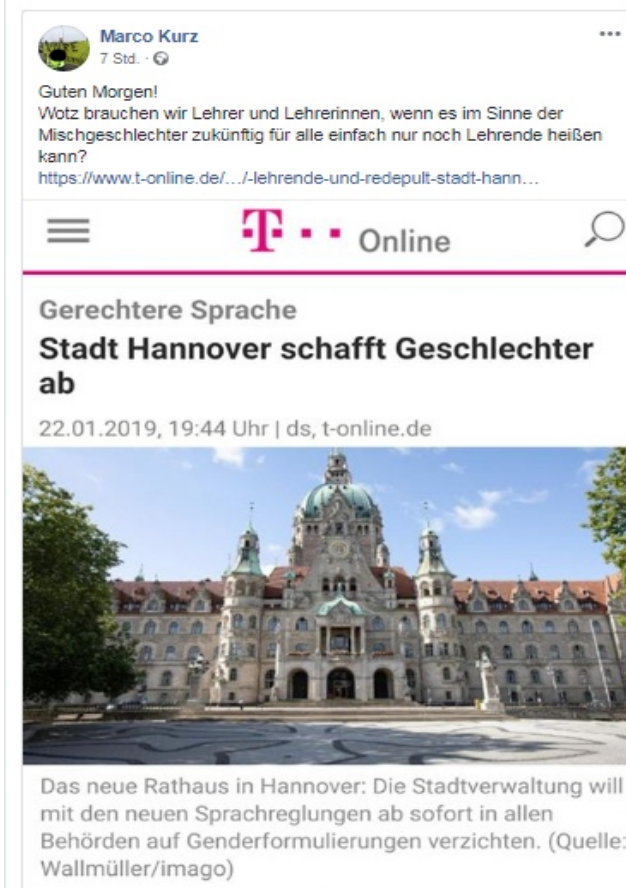 Marco Kurz
7 Std. ·
Guten Morgen!
Wotz brauchen wir Lehrer und Lehrerinnen, wenn es im Sinne der
Mischgeschlechter zukünftig für alle einfach nur noch Lehrende heißen
kann?
https://www.t-online.de/.../-lehrende-und-redepult-stadt-hann...
T Online
Gerechtere Sprache
Stadt Hannover schafft Geschlechter
ab
22.01.2019, 19:44 Uhr | ds, t-online.de
Das neue Rathaus in Hannover: Die Stadtverwaltung will
mit den neuen Sprachreglungen ab sofort in allen
Behörden auf Genderformulierungen verzichten. (Quelle:
Wallmüller/imago)